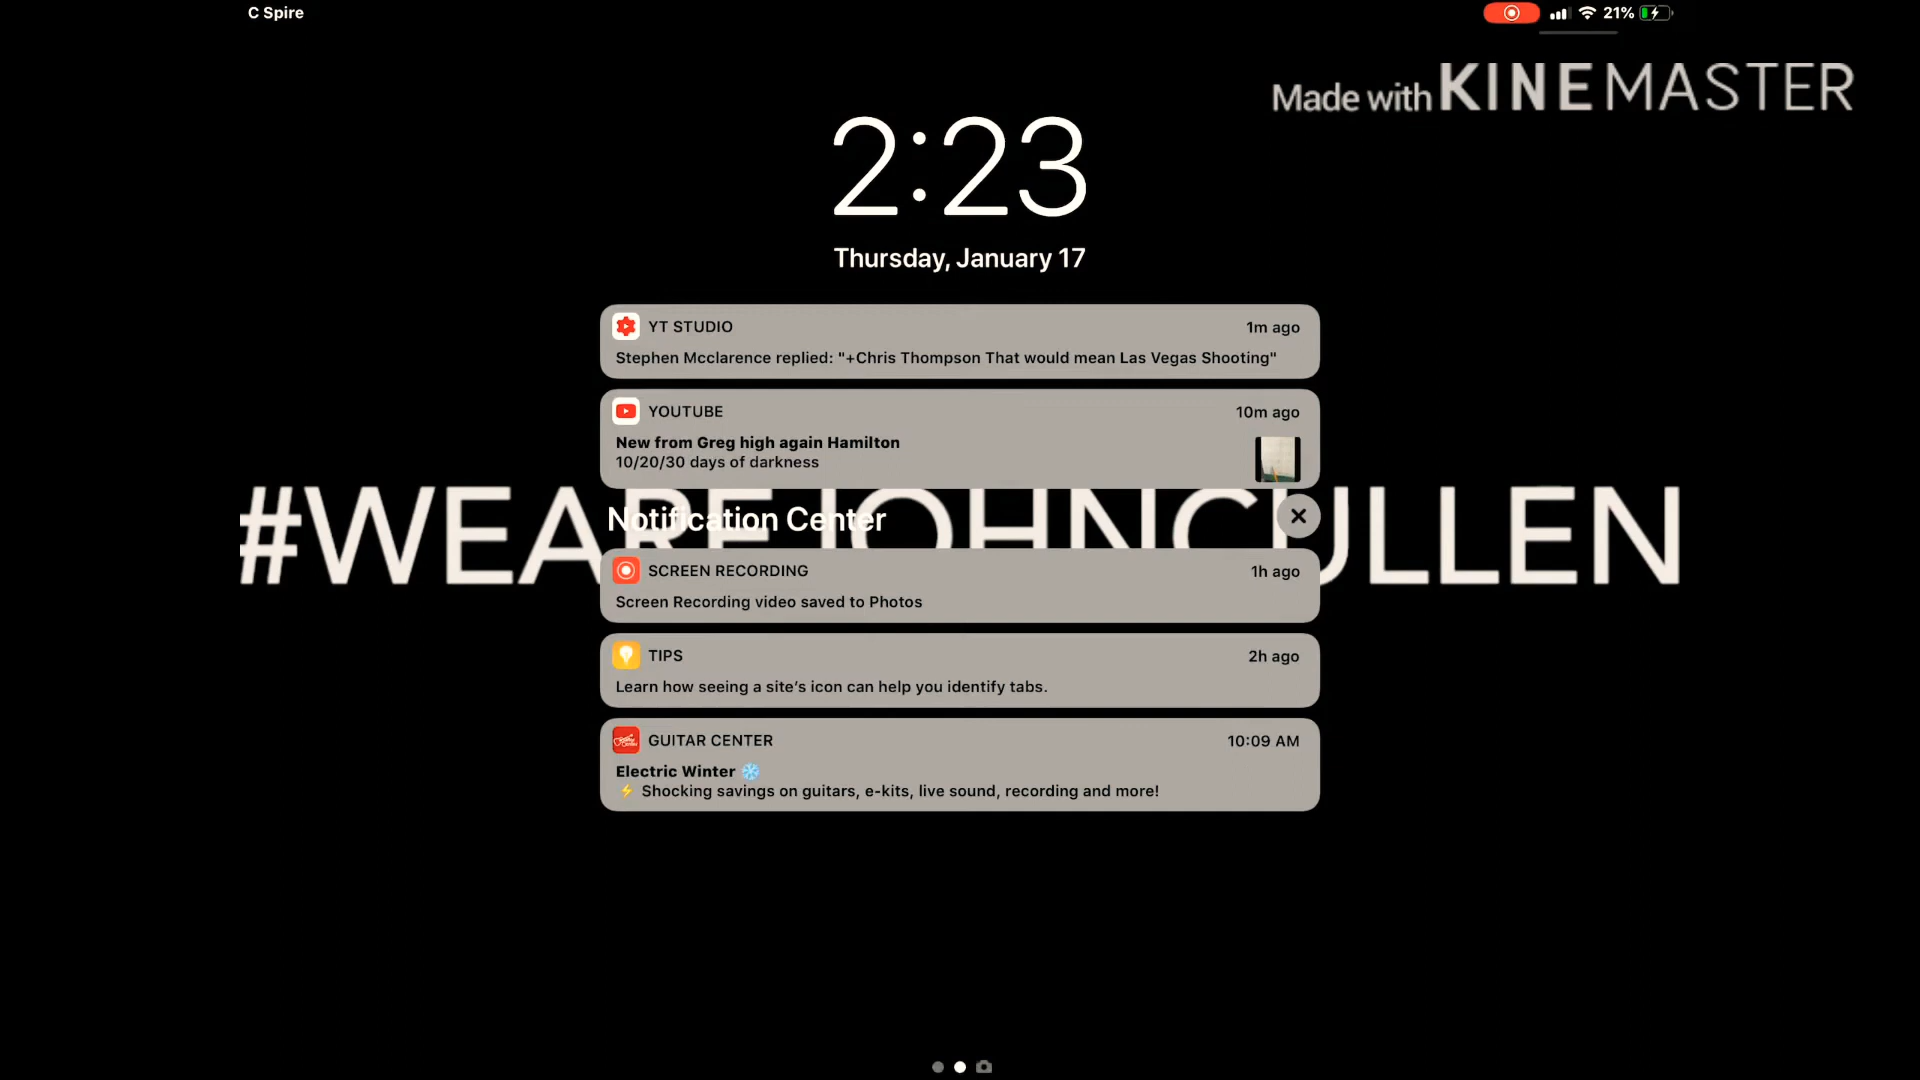 C Spire
21%
Made with KINEMASTER
2:23
Thursday, January 17
YT STUDIO 1m ago
Stephen Mcclarence replied: "+Chris Thompson That would mean Las Vegas Shooting"
YOUTUBE 10m ago
New from Greg high again Hamilton
10/20/30 days of darkness
#WEAREJOHNCULLEN
Notification Center
SCREEN RECORDING 1h ago
Screen Recording video saved to Photos
TIPS 2h ago
Learn how seeing a site’s icon can help you identify tabs.
GUITAR CENTER 10:09 AM
Electric Winter ❄️
⚡ Shocking savings on guitars, e-kits, live sound, recording and more!